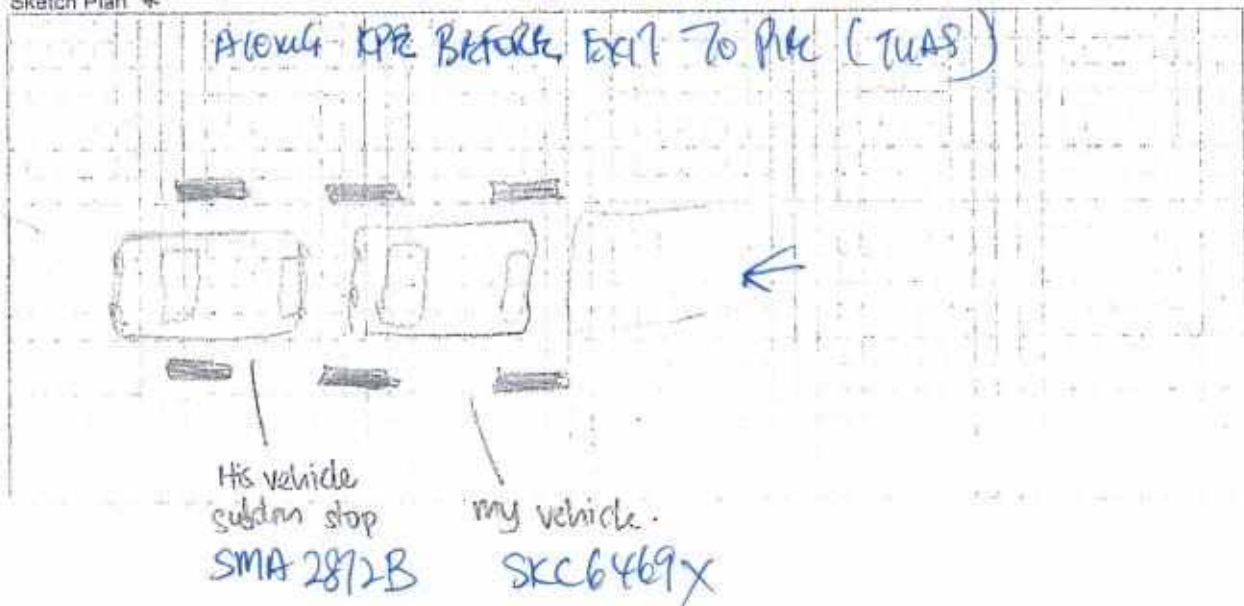 Sketch Plan *
ALONG KPE BEFORE EXIT TO PIE (TUAS)
His vehicle
sudden stop
my vehicle.
SMA 2872B
SKC6469X